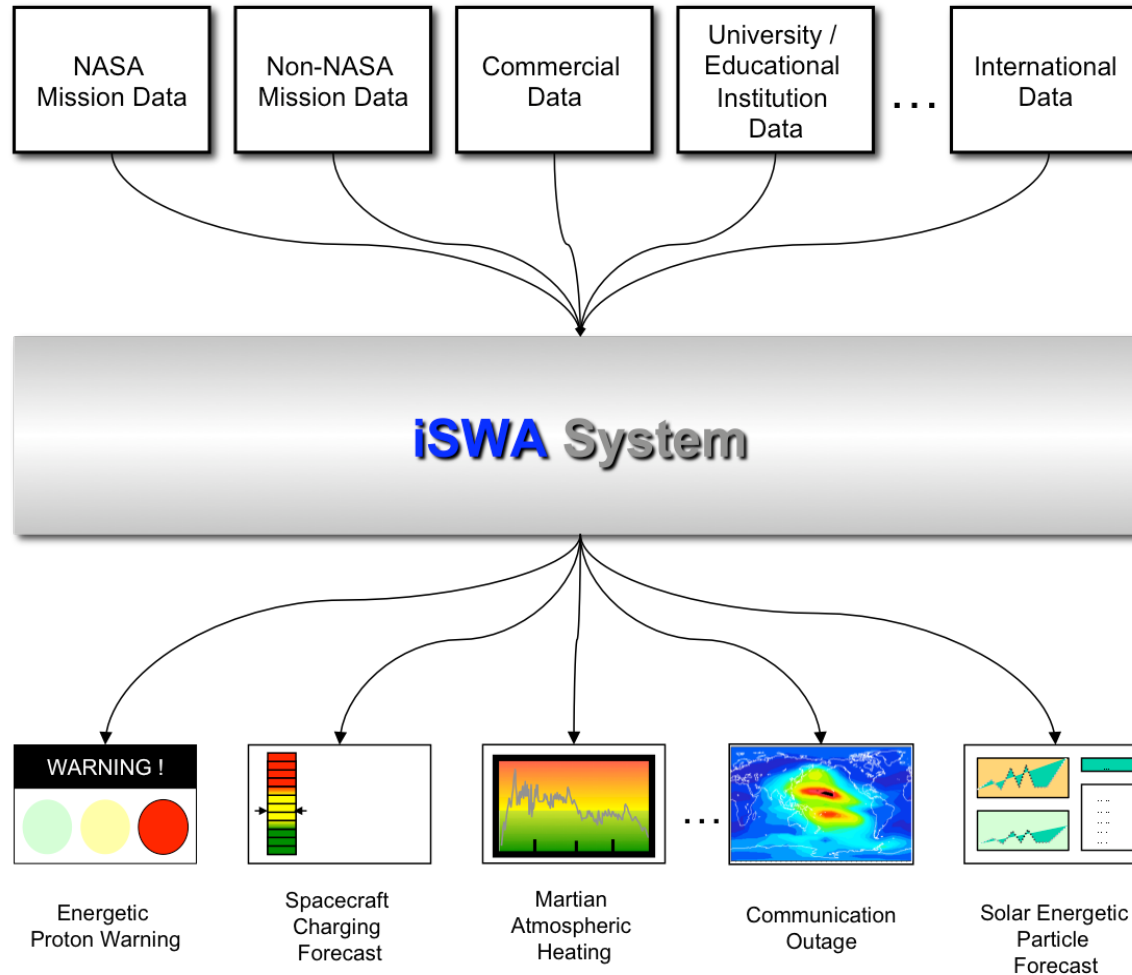 NASA
Mission Data
Non-NASA
Mission Data
Commercial
Data
University /
Educational
Institution
Data
...
International
Data
iSWA System
WARNING !
...
Energetic
Proton Warning
Spacecraft
Charging
Forecast
Martian
Atmospheric
Heating
Communication
Outage
Solar Energetic
Particle
Forecast